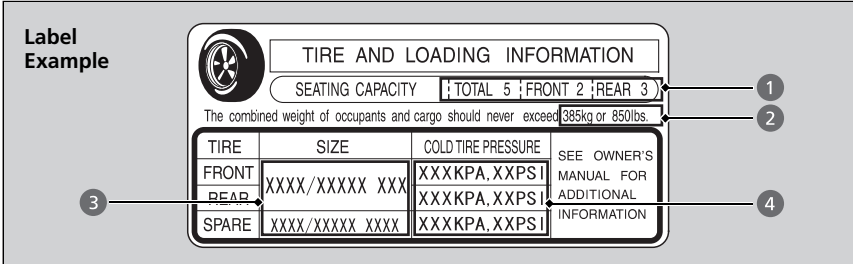 Label
Example
TIRE AND LOADING INFORMATION
SEATING CAPACITY TOTAL 5 FRONT 2 REAR 3
1
The combined weight of occupants and cargo should never exceed 385kg or 850lbs.
2
TIRE SIZE COLD TIRE PRESSURE
SEE OWNER'S
MANUAL FOR
ADDITIONAL
INFORMATION
FRONT XXXX/XXXXX XXX XXXKPA,XXPSI
REAR XXXKPA,XXPSI
SPARE XXXX/XXXXX XXXX XXXKPA,XXPSI
3
4